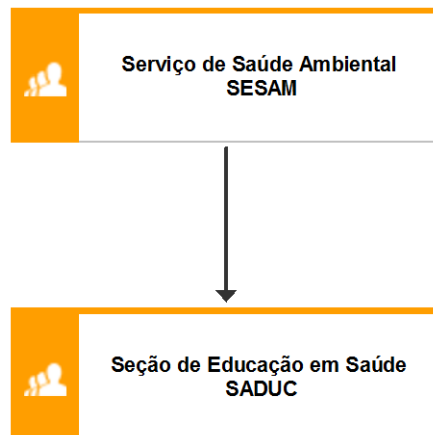 Serviço de Saúde Ambiental
SESAM
Seção de Educação em Saúde
SADUC